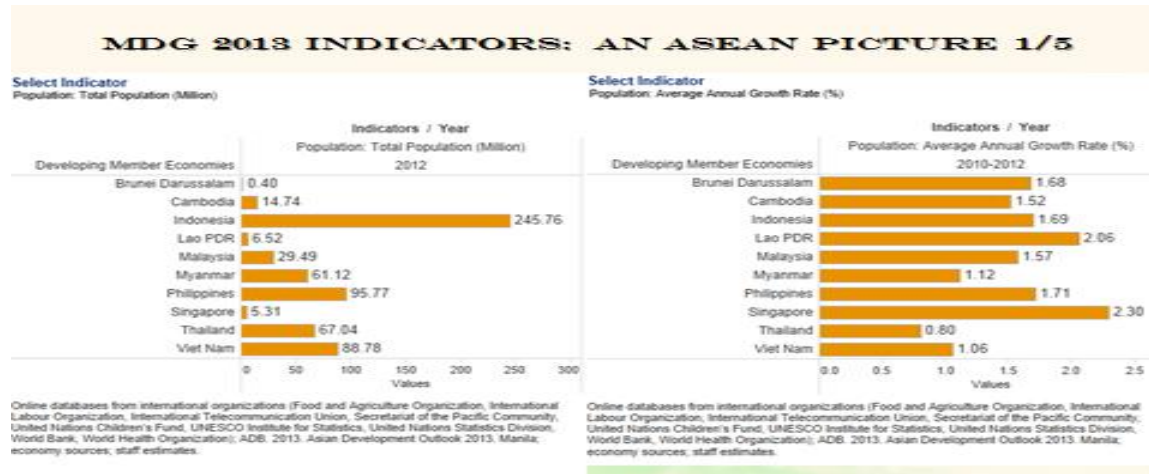 MDG 2013 INDICATORS: AN ASEAN PICTURE 1/5
Select Indicator
Population: Total Population (Million)
Indicators / Year
Population: Total Population (Million)
Developing Member Economies 2012
Brunei Darussalam 0.40
Cambodia 14.74
Indonesia 245.76
Lao PDR 6.52
Malaysia 29.49
Myanmar 61.12
Philippines 95.77
Singapore 5.31
Thailand 67.04
Viet Nam 88.78
0 50 100 150 200 250 300
Values
Online databases from international organizations (Food and Agriculture Organization, International
Labour Organization, International Telecommunication Union, Secretariat of the Pacific Community,
United Nations Children's Fund, UNESCO Institute for Statistics, United Nations Statistics Division,
World Bank, World Health Organization); ADB. 2013. Asian Development Outlook 2013. Manila;
economy sources; staff estimates.
Select Indicator
Population: Average Annual Growth Rate (%)
Indicators / Year
Population: Average Annual Growth Rate (%)
Developing Member Economies 2010-2012
Brunei Darussalam 1.68
Cambodia 1.52
Indonesia 1.69
Lao PDR 2.06
Malaysia 1.57
Myanmar 1.12
Philippines 1.71
Singapore 2.30
Thailand 0.80
Viet Nam 1.06
0.0 0.5 1.0 1.5 2.0 2.5
Values
Online databases from international organizations (Food and Agriculture Organization, International
Labour Organization, International Telecommunication Union, Secretariat of the Pacific Community,
United Nations Children's Fund, UNESCO Institute for Statistics, United Nations Statistics Division,
World Bank, World Health Organization); ADB. 2013. Asian Development Outlook 2013. Manila;
economy sources; staff estimates.